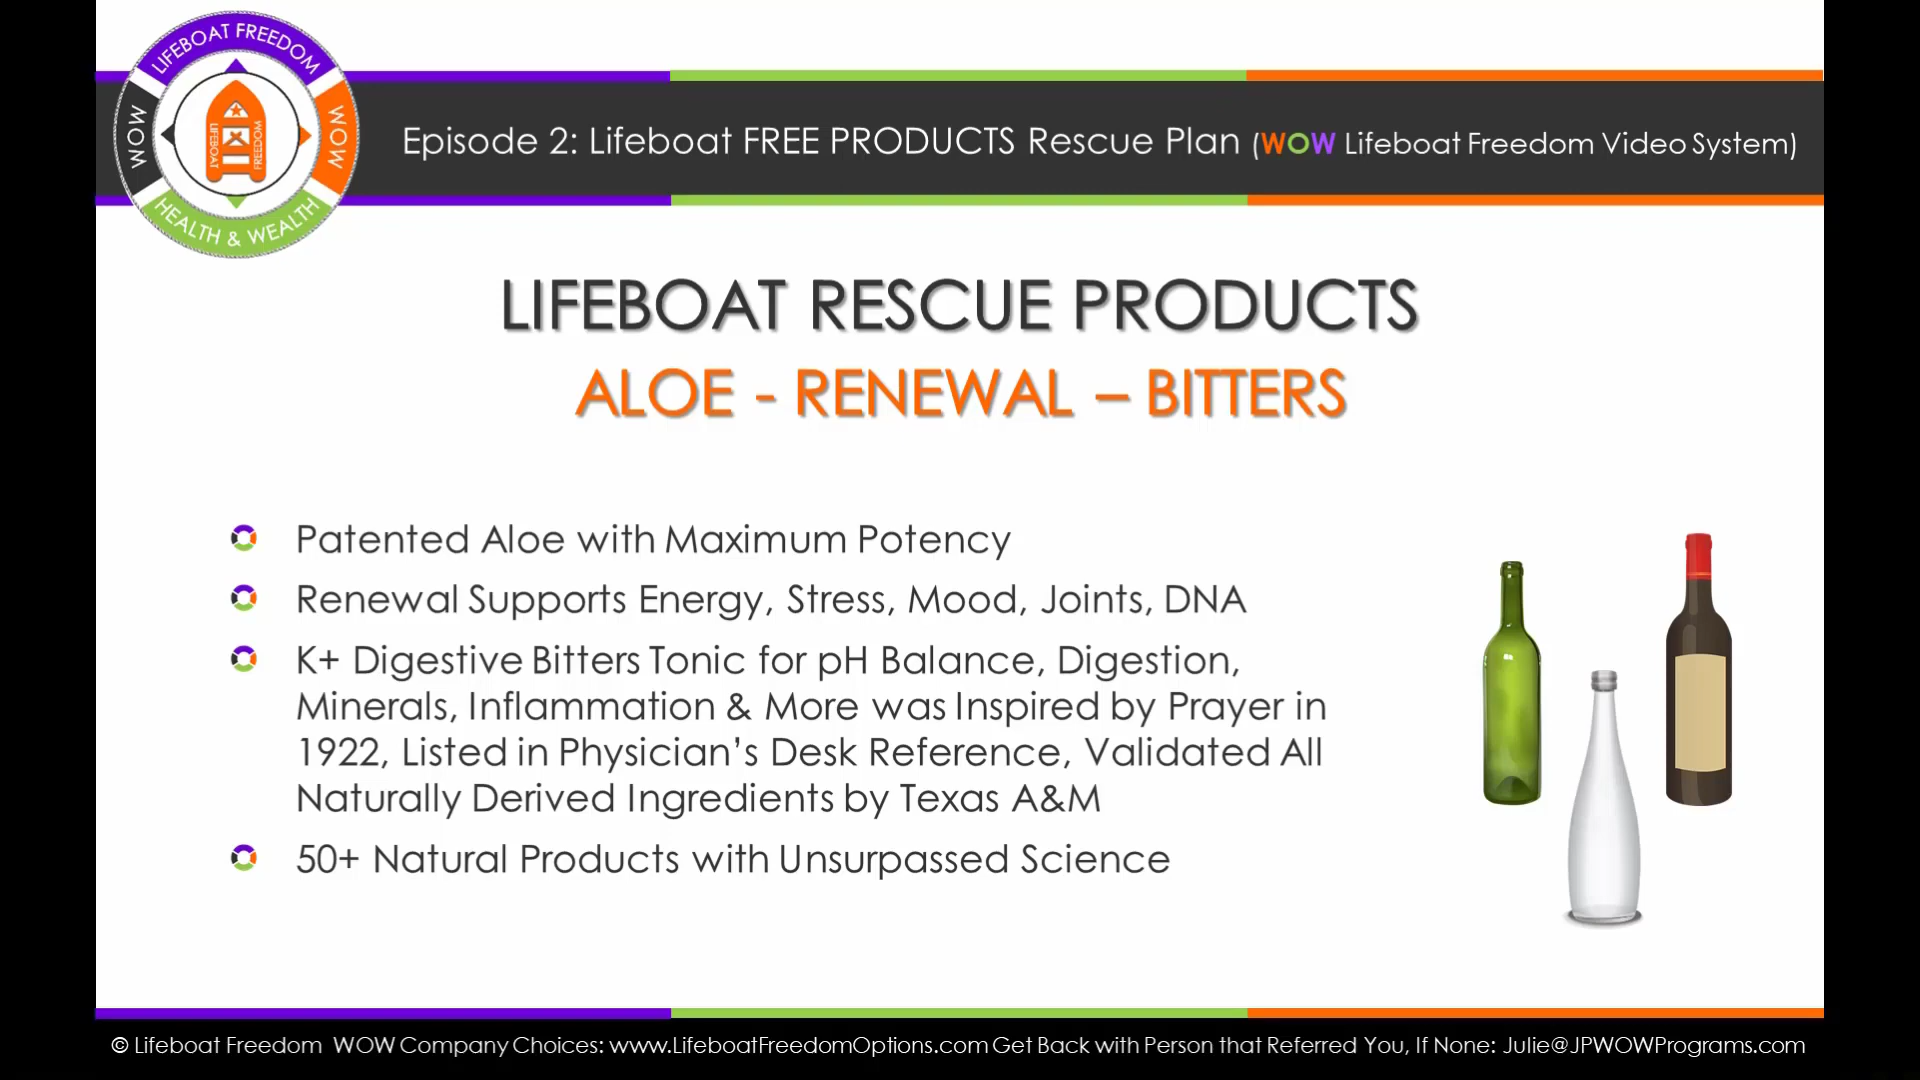 LIFEBOAT FREEDOM
WOW
WOW
LIFEBOAT
EXIT
FREEDOM
HEALTH & WEALTH
Episode 2: Lifeboat FREE PRODUCTS Rescue Plan (WOW Lifeboat Freedom Video System)
LIFEBOAT RESCUE PRODUCTS
ALOE - RENEWAL – BITTERS
Patented Aloe with Maximum Potency
Renewal Supports Energy, Stress, Mood, Joints, DNA
K+ Digestive Bitters Tonic for pH Balance, Digestion,
Minerals, Inflammation & More was Inspired by Prayer in
1922, Listed in Physician’s Desk Reference, Validated All
Naturally Derived Ingredients by Texas A&M
50+ Natural Products with Unsurpassed Science
© Lifeboat Freedom WOW Company Choices: www.LifeboatFreedomOptions.com Get Back with Person that Referred You, If None: Julie@JPWOWPrograms.com